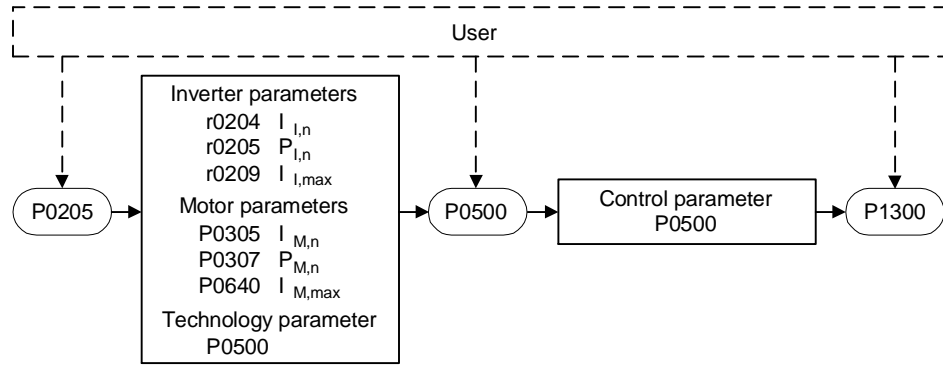 User
P0205
Inverter parameters
r0204 I I,n
r0205 P I,n
r0209 I I,max
Motor parameters
P0305 I M,n
P0307 P M,n
P0640 I M,max
Technology parameter
P0500
P0500
Control parameter
P0500
P1300